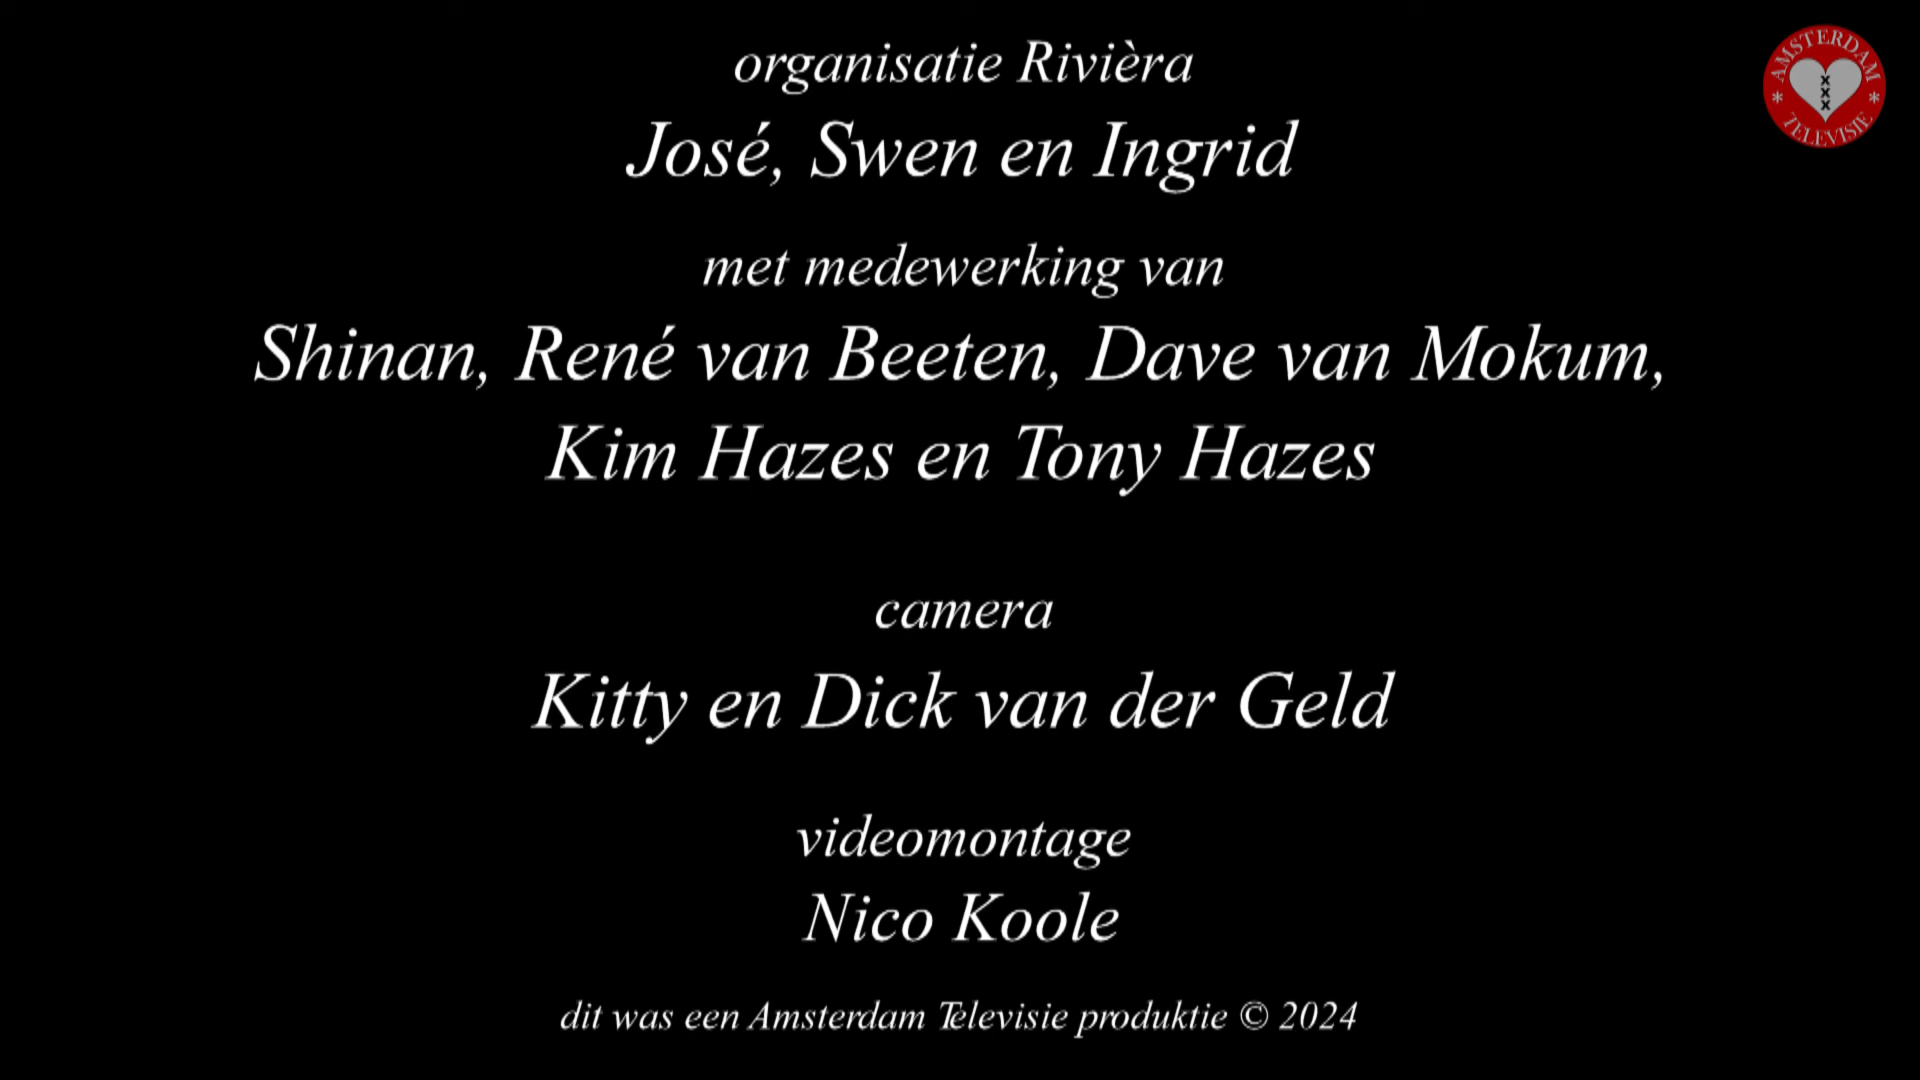 organisatie Rivièra
José, Swen en Ingrid
met medewerking van
Shinan, René van Beeten, Dave van Mokum,
Kim Hazes en Tony Hazes
camera
Kitty en Dick van der Geld
videomontage
Nico Koole
dit was een Amsterdam Televisie produktie © 2024
AMSTERDAM
XXX
* TELEVISIE *